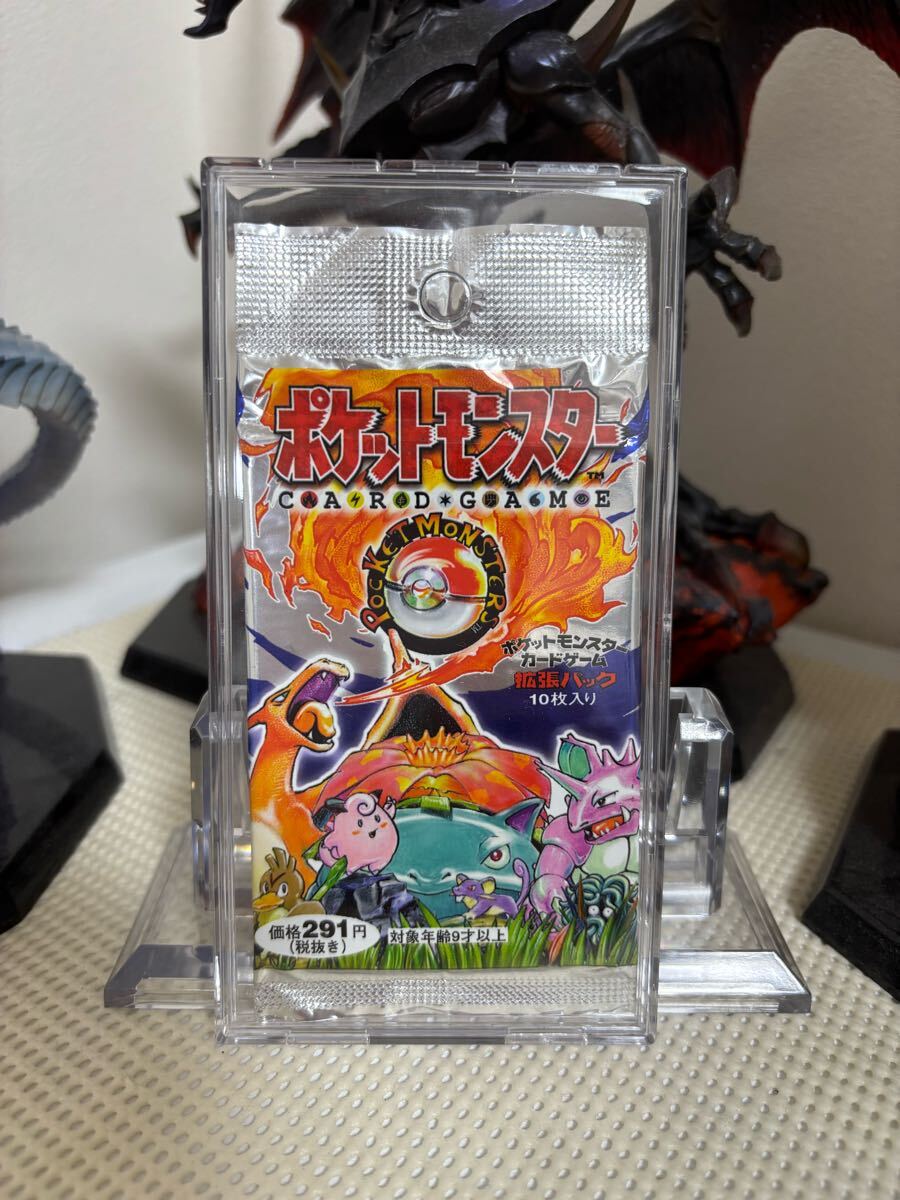 ポケットモンスター
TM
CARD GAME
POCKET MONSTERS
TM
ポケットモンスター
カードゲーム
拡張パック
10枚入り
価格291円
(税抜き)
対象年齢9才以上